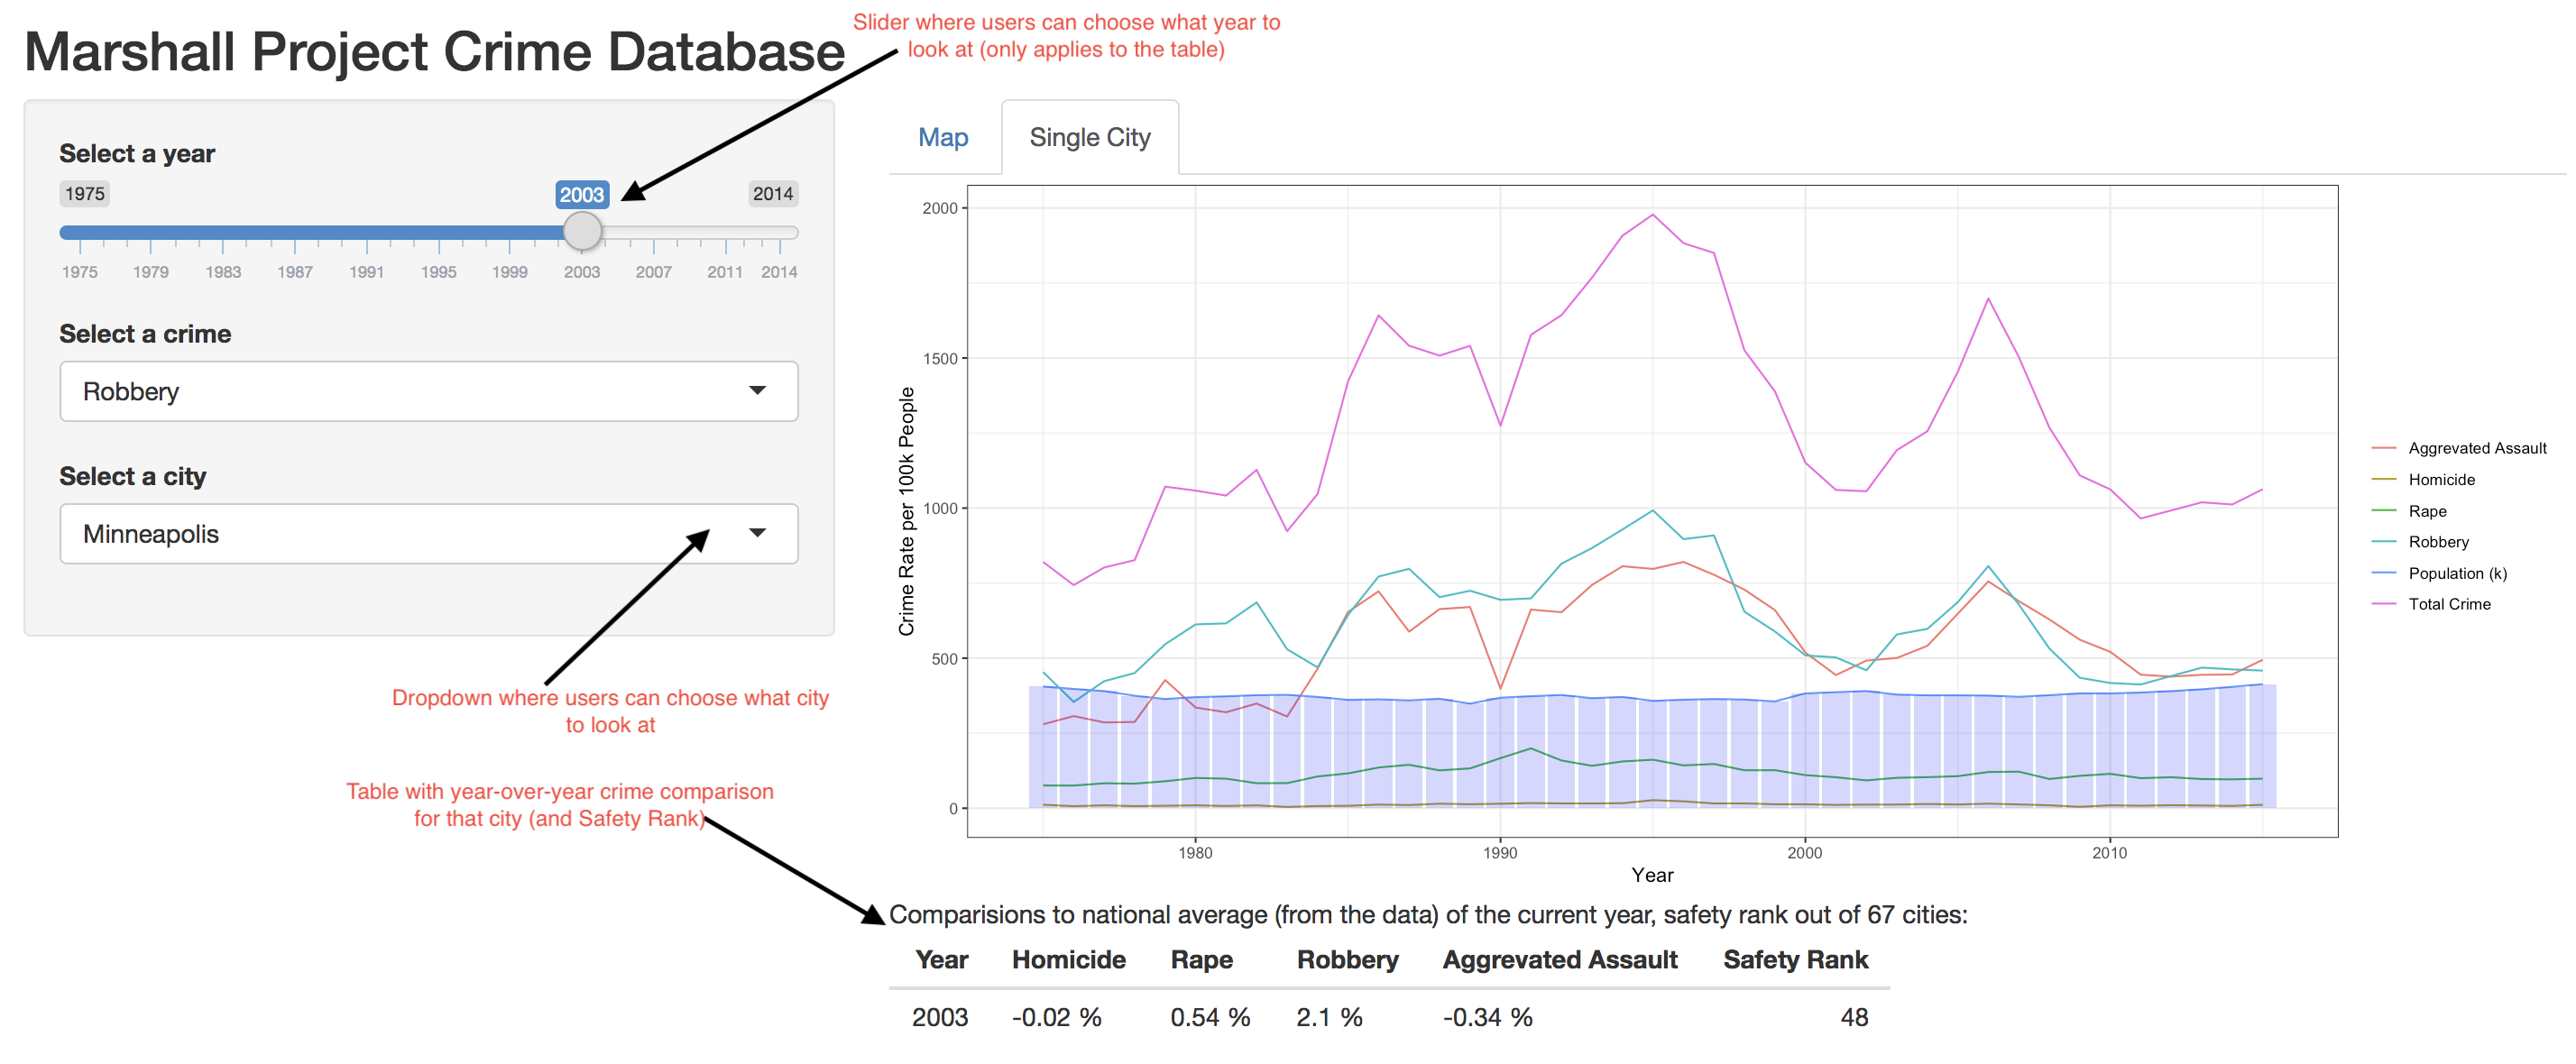 Slider where users can choose what year to
look at (only applies to the table)
Marshall Project Crime Database
Select a year
1975 2003 2014
1975 1979 1983 1987 1991 1995 1999 2003 2007 2011 2014
Select a crime
Robbery
Select a city
Minneapolis
Dropdown where users can choose what city
to look at
Table with year-over-year crime comparison
for that city (and Safety Rank)
Map Single City
2000
1500
1000
500
0
Crime Rate per 100k People
1980 1990 2000 2010
Year
Aggrevated Assault
Homicide
Rape
Robbery
Population (k)
Total Crime
Comparisions to national average (from the data) of the current year, safety rank out of 67 cities:
Year Homicide Rape Robbery Aggrevated Assault Safety Rank
2003 -0.02 % 0.54 % 2.1 % -0.34 % 48